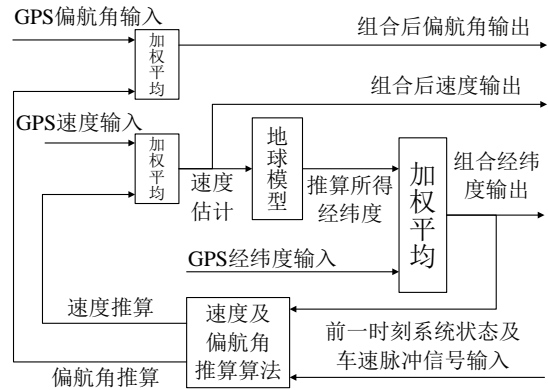 GPS偏航角输入
加权平均
组合后偏航角输出
组合后速度输出
GPS速度输入
加权平均
速度
估计
地球模型
推算所得
经纬度
加权平均
组合经纬
度输出
GPS经纬度输入
速度推算
速度及
偏航角
推算算法
前一时刻系统状态及
车速脉冲信号输入
偏航角推算